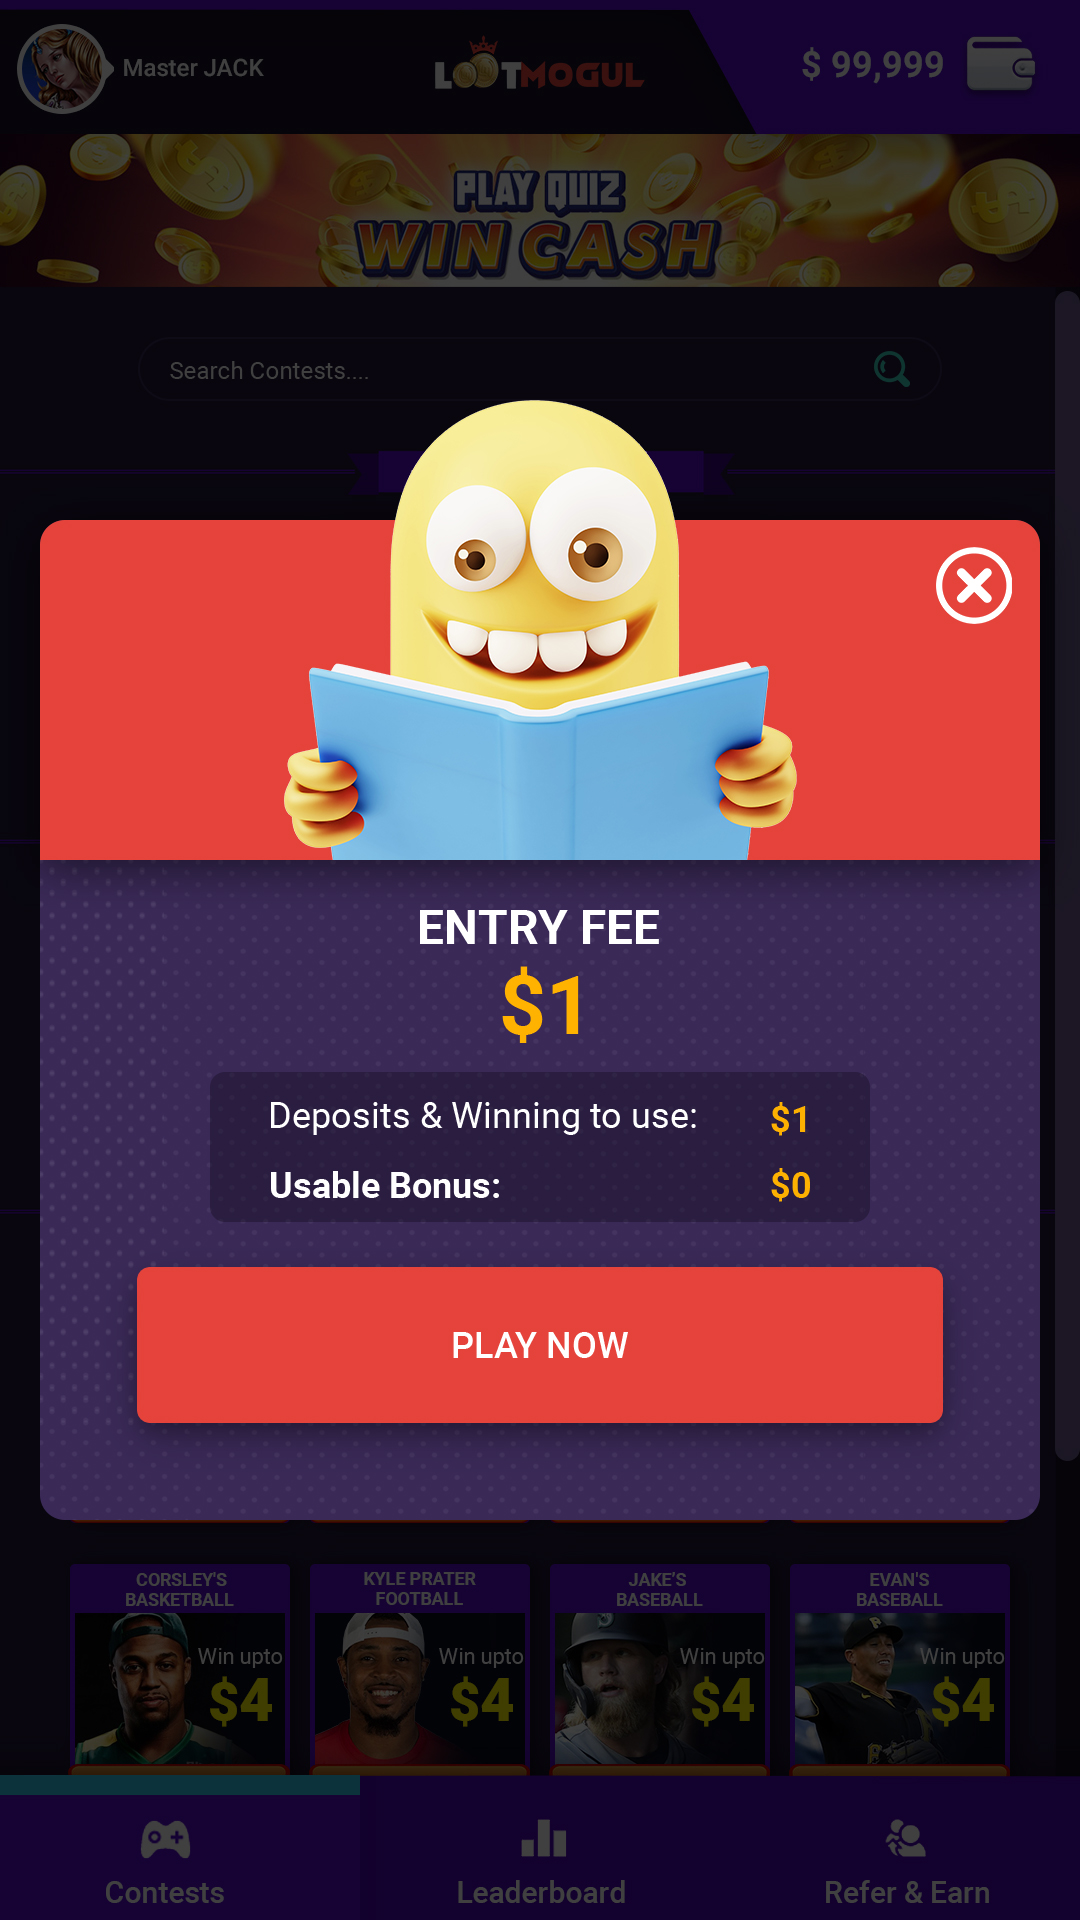 Master JACK
LOOTMOGUL
$ 99,999
PLAY QUIZ
WIN CASH
Search Contests....
ENTRY FEE
$1
Deposits & Winning to use: $1
Usable Bonus: $0
PLAY NOW
CORSLEY'S
BASKETBALL
Win upto
$4
KYLE PRATER
FOOTBALL
Win upto
$4
JAKE'S
BASEBALL
Win upto
$4
EVAN'S
BASEBALL
Win upto
$4
Contests
Leaderboard
Refer & Earn